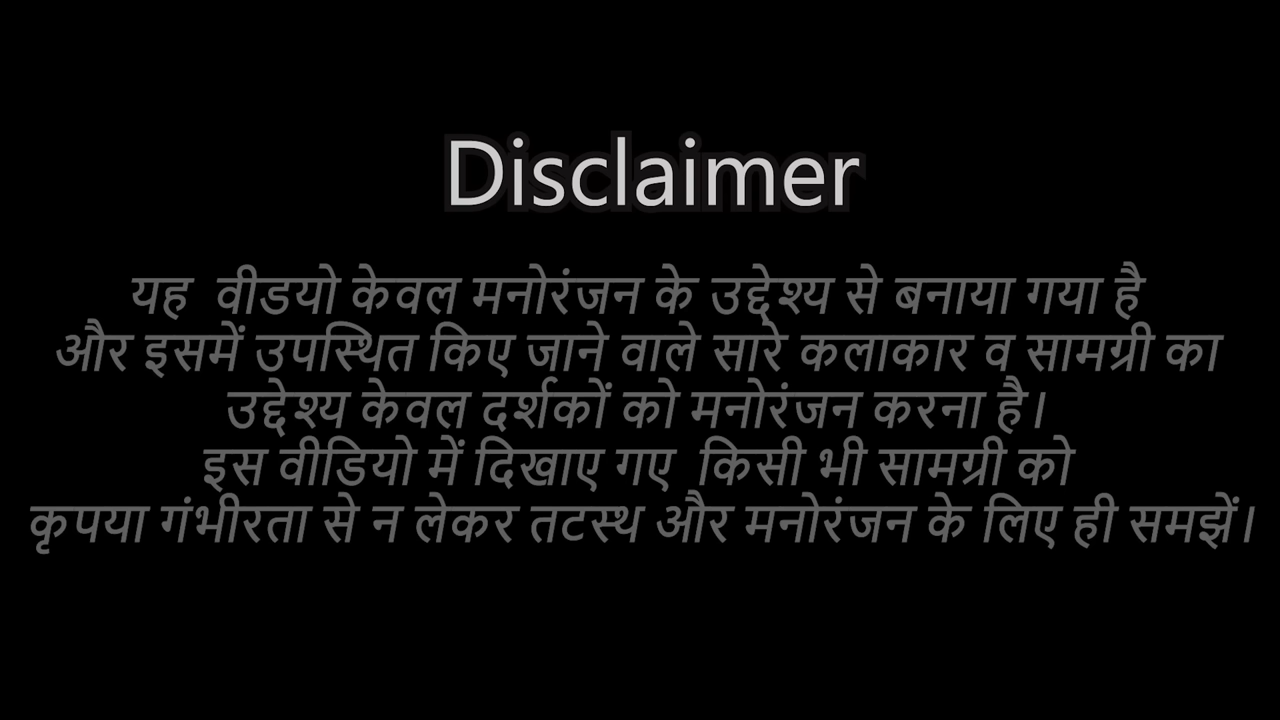 Disclaimer
यह वीडयो केवल मनोरंजन के उद्देश्य से बनाया गया है
और इसमें उपस्थित किए जाने वाले सारे कलाकार व सामग्री का
उद्देश्य केवल दर्शकों को मनोरंजन करना है।
इस वीडियो में दिखाए गए किसी भी सामग्री को
कृपया गंभीरता से न लेकर तटस्थ और मनोरंजन के लिए ही समझें।